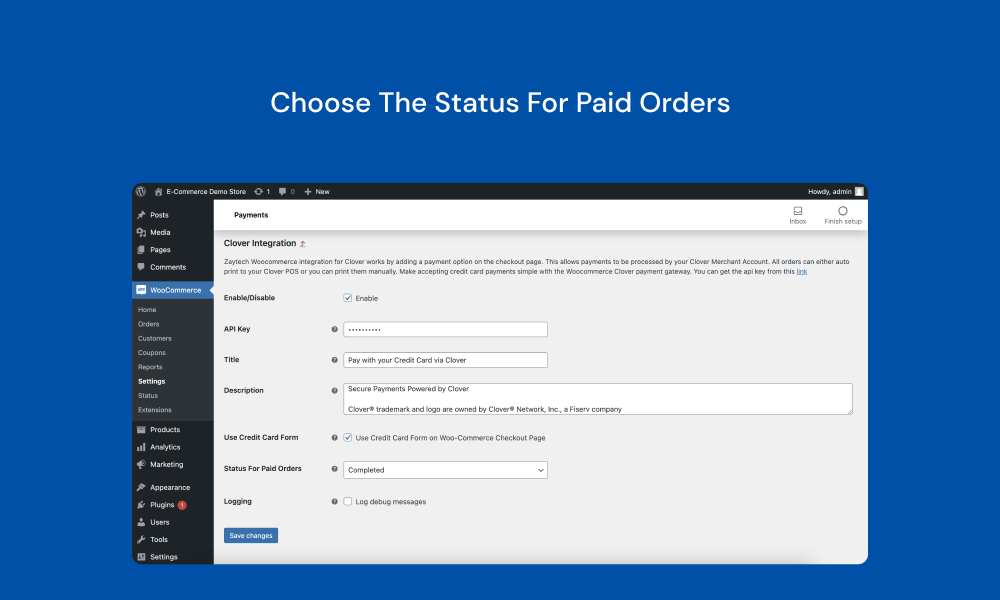 Choose The Status For Paid Orders
E-Commerce Demo Store 1 0 New Howdy, admin
Posts
Media
Pages
Comments
WooCommerce
Home
Orders
Customers
Coupons
Reports
Settings
Status
Extensions
Products
Analytics
Marketing
Appearance
Plugins 1
Users
Tools
Settings
Payments
Inbox
Finish setup
Clover Integration
Zaytech Woocommerce integration for Clover works by adding a payment option on the checkout page. This allows payments to be processed by your Clover Merchant Account. All orders can either auto
print to your Clover POS or you can print them manually. Make accepting credit card payments simple with the Woocommerce Clover payment gateway. You can get the api key from this link
Enable/Disable Enable
API Key ••••••••••
Title Pay with your Credit Card via Clover
Description Secure Payments Powered by Clover
Clover® trademark and logo are owned by Clover® Network, Inc., a Fiserv company
Use Credit Card Form Use Credit Card Form on Woo-Commerce Checkout Page
Status For Paid Orders Completed
Logging Log debug messages
Save changes